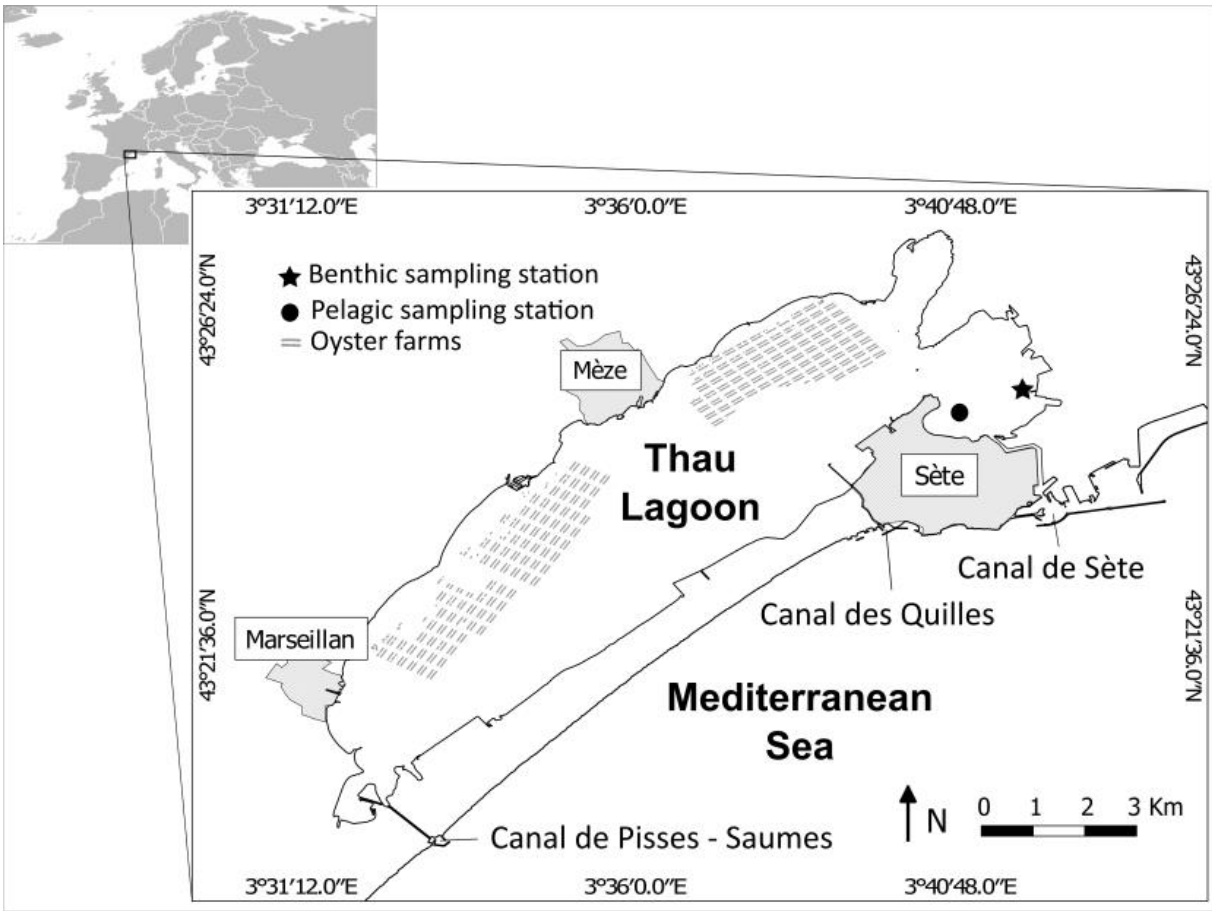 3°31′12.0″E
3°36′0.0″E
3°40′48.0″E
43°26′24.0″N
43°26′24.0″N
Benthic sampling station
Pelagic sampling station
Oyster farms
Mèze
Thau
Lagoon
Sète
Canal de Sète
Canal des Quilles
43°21′36.0″N
43°21′36.0″N
Marseillan
Mediterranean
Sea
N
0 1 2 3 Km
Canal de Pisses - Saumes
3°31′12.0″E
3°36′0.0″E
3°40′48.0″E